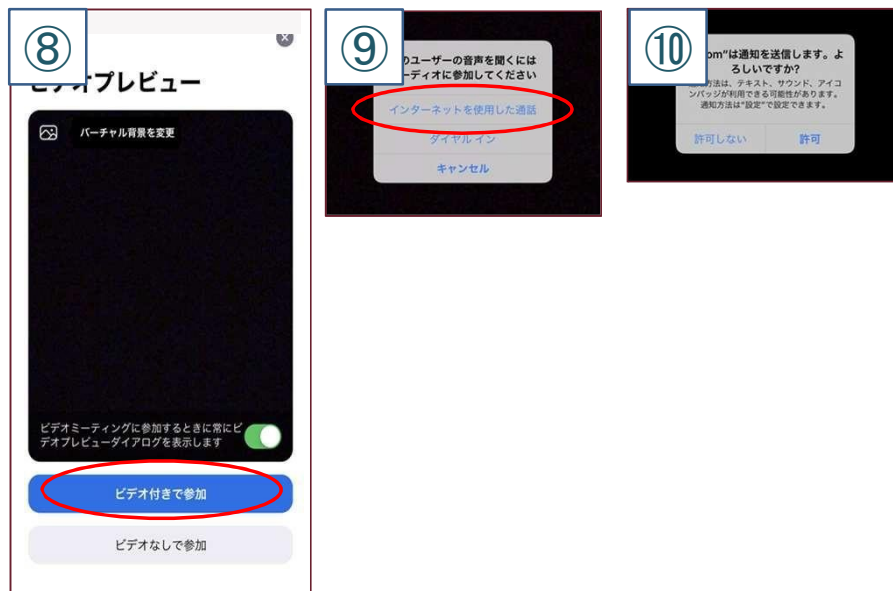 ⑧
ビデオプレビュー
バーチャル背景を変更
ビデオミーティングに参加するときに常にビ
デオプレビューダイアログを表示します
ビデオ付きで参加
ビデオなしで参加
⑨
のユーザーの音声を聞くには
ーディオに参加してください
インターネットを使用した通話
ダイヤルイン
キャンセル
⑩
om"は通知を送信します。よ
ろしいですか?
方法は、テキスト、サウンド、アイコ
ンバッジが利用できる可能性があります。
通知方法は"設定"で設定できます。
許可しない
許可